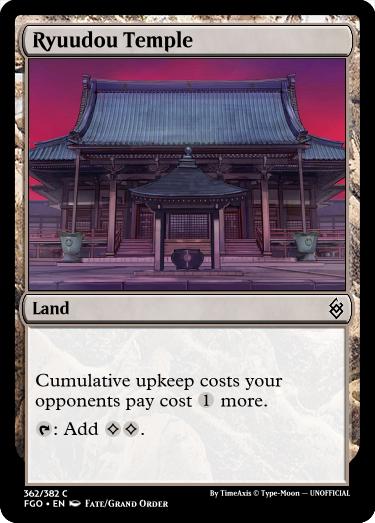 Ryuudou Temple
Land
Cumulative upkeep costs your
opponents pay cost 1 more.
: Add .
362/382 C
FGO • EN Fate/Grand Order
By TimeAxis © Type-Moon — UNOFFICIAL